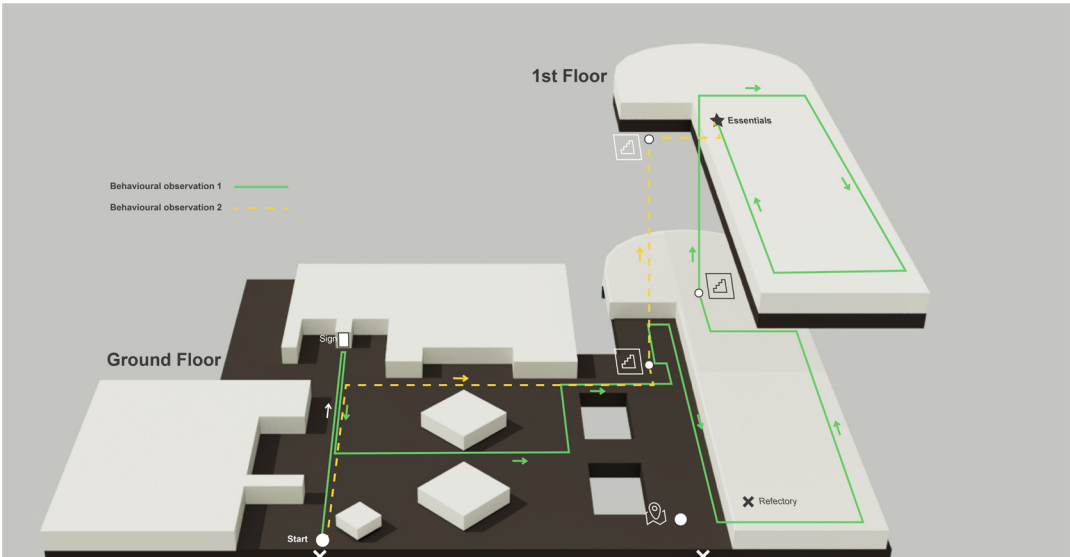 1st Floor
Essentials
Behavioural observation 1
Behavioural observation 2
Sign
Ground Floor
Refectory
Start